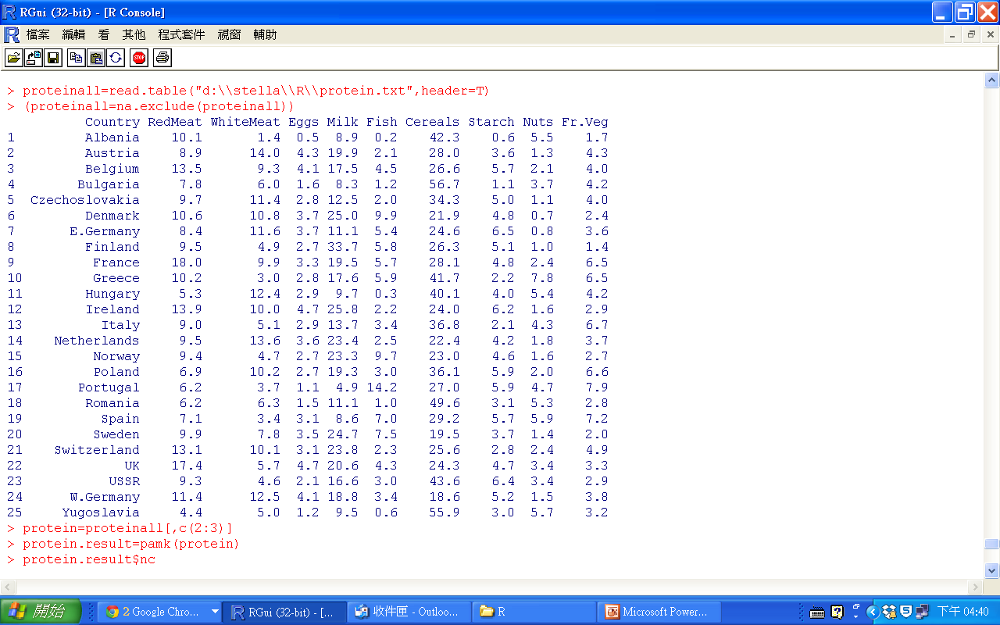 RGui (32-bit) - [R Console]
檔案 編輯 看 其他 程式套件 視窗 輔助
STOP
> proteinall=read.table("d:\\stella\\R\\protein.txt",header=T)
> (proteinall=na.exclude(proteinall))
Country RedMeat WhiteMeat Eggs Milk Fish Cereals Starch Nuts Fr.Veg
1 Albania 10.1 1.4 0.5 8.9 0.2 42.3 0.6 5.5 1.7
2 Austria 8.9 14.0 4.3 19.9 2.1 28.0 3.6 1.3 4.3
3 Belgium 13.5 9.3 4.1 17.5 4.5 26.6 5.7 2.1 4.0
4 Bulgaria 7.8 6.0 1.6 8.3 1.2 56.7 1.1 3.7 4.2
5 Czechoslovakia 9.7 11.4 2.8 12.5 2.0 34.3 5.0 1.1 4.0
6 Denmark 10.6 10.8 3.7 25.0 9.9 21.9 4.8 0.7 2.4
7 E.Germany 8.4 11.6 3.7 11.1 5.4 24.6 6.5 0.8 3.6
8 Finland 9.5 4.9 2.7 33.7 5.8 26.3 5.1 1.0 1.4
9 France 18.0 9.9 3.3 19.5 5.7 28.1 4.8 2.4 6.5
10 Greece 10.2 3.0 2.8 17.6 5.9 41.7 2.2 7.8 6.5
11 Hungary 5.3 12.4 2.9 9.7 0.3 40.1 4.0 5.4 4.2
12 Ireland 13.9 10.0 4.7 25.8 2.2 24.0 6.2 1.6 2.9
13 Italy 9.0 5.1 2.9 13.7 3.4 36.8 2.1 4.3 6.7
14 Netherlands 9.5 13.6 3.6 23.4 2.5 22.4 4.2 1.8 3.7
15 Norway 9.4 4.7 2.7 23.3 9.7 23.0 4.6 1.6 2.7
16 Poland 6.9 10.2 2.7 19.3 3.0 36.1 5.9 2.0 6.6
17 Portugal 6.2 3.7 1.1 4.9 14.2 27.0 5.9 4.7 7.9
18 Romania 6.2 6.3 1.5 11.1 1.0 49.6 3.1 5.3 2.8
19 Spain 7.1 3.4 3.1 8.6 7.0 29.2 5.7 5.9 7.2
20 Sweden 9.9 7.8 3.5 24.7 7.5 19.5 3.7 1.4 2.0
21 Switzerland 13.1 10.1 3.1 23.8 2.3 25.6 2.8 2.4 4.9
22 UK 17.4 5.7 4.7 20.6 4.3 24.3 4.7 3.4 3.3
23 USSR 9.3 4.6 2.1 16.6 3.0 43.6 6.4 3.4 2.9
24 W.Germany 11.4 12.5 4.1 18.8 3.4 18.6 5.2 1.5 3.8
25 Yugoslavia 4.4 5.0 1.2 9.5 0.6 55.9 3.0 5.7 3.2
> protein=proteinall[,c(2:3)]
> protein.result=pamk(protein)
> protein.result$nc
開始 2 Google Chro... RGui (32-bit) - [... 收件匣 - Outloo... R Microsoft Power... 下午 04:40